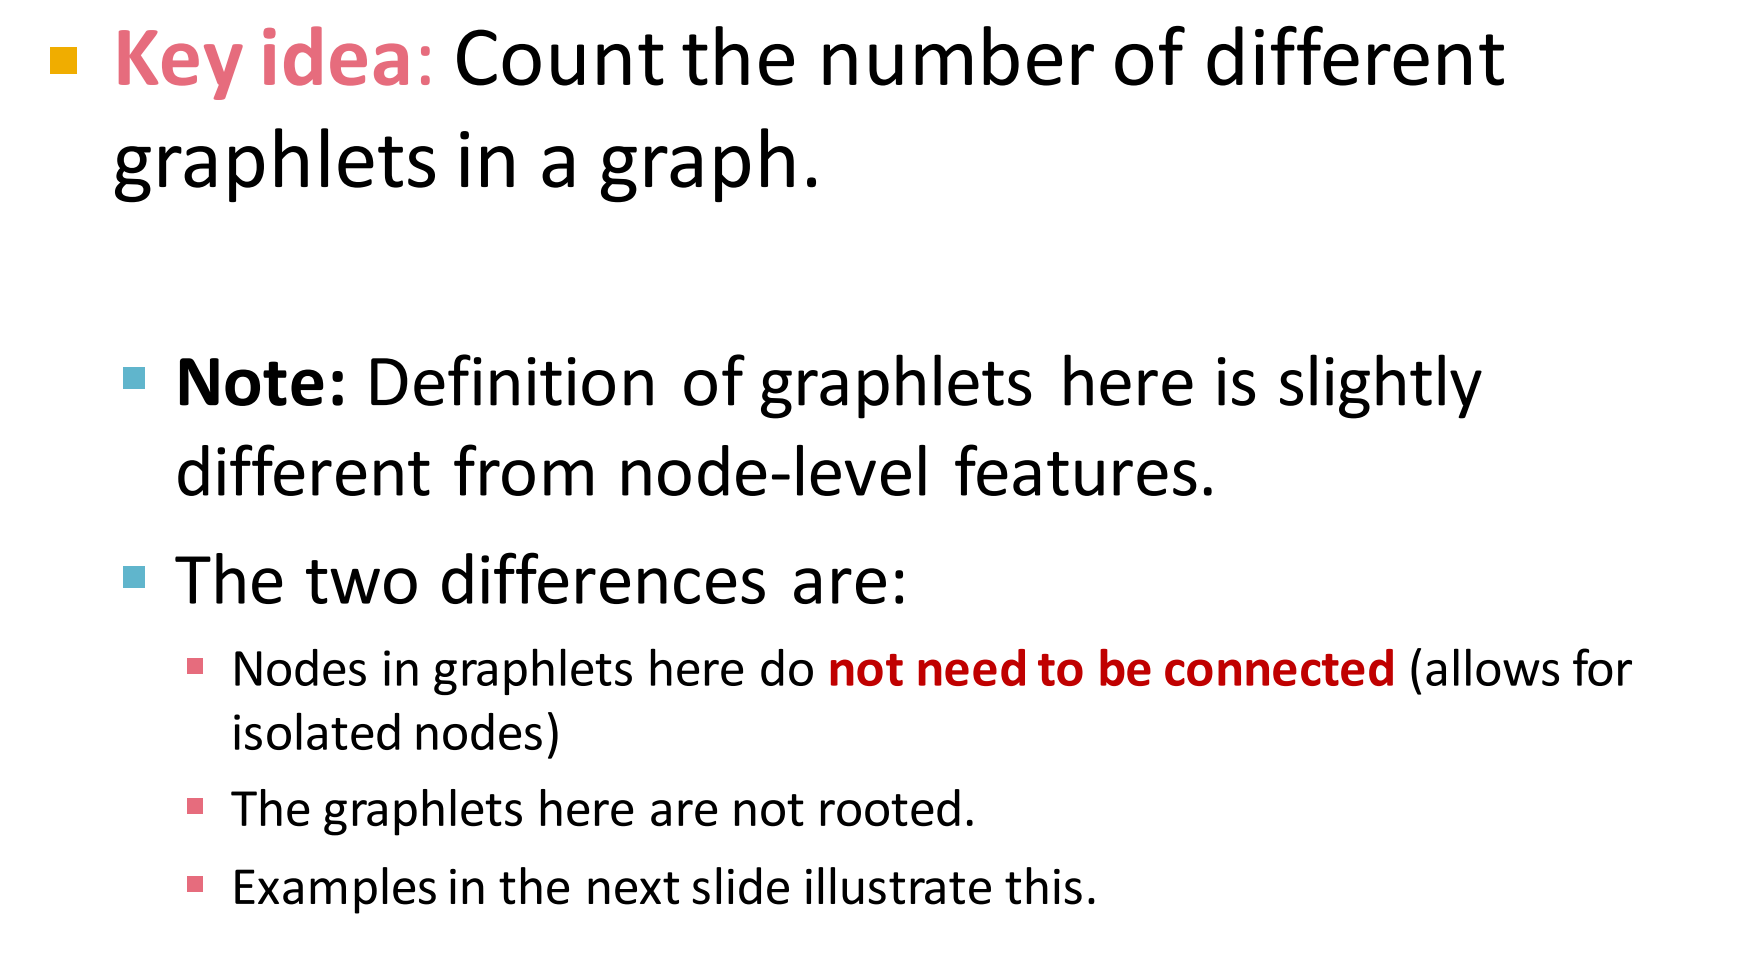 Key idea: Count the number of different
graphlets in a graph.
Note: Definition of graphlets here is slightly
different from node-level features.
The two differences are:
Nodes in graphlets here do not need to be connected (allows for
isolated nodes)
The graphlets here are not rooted.
Examples in the next slide illustrate this.